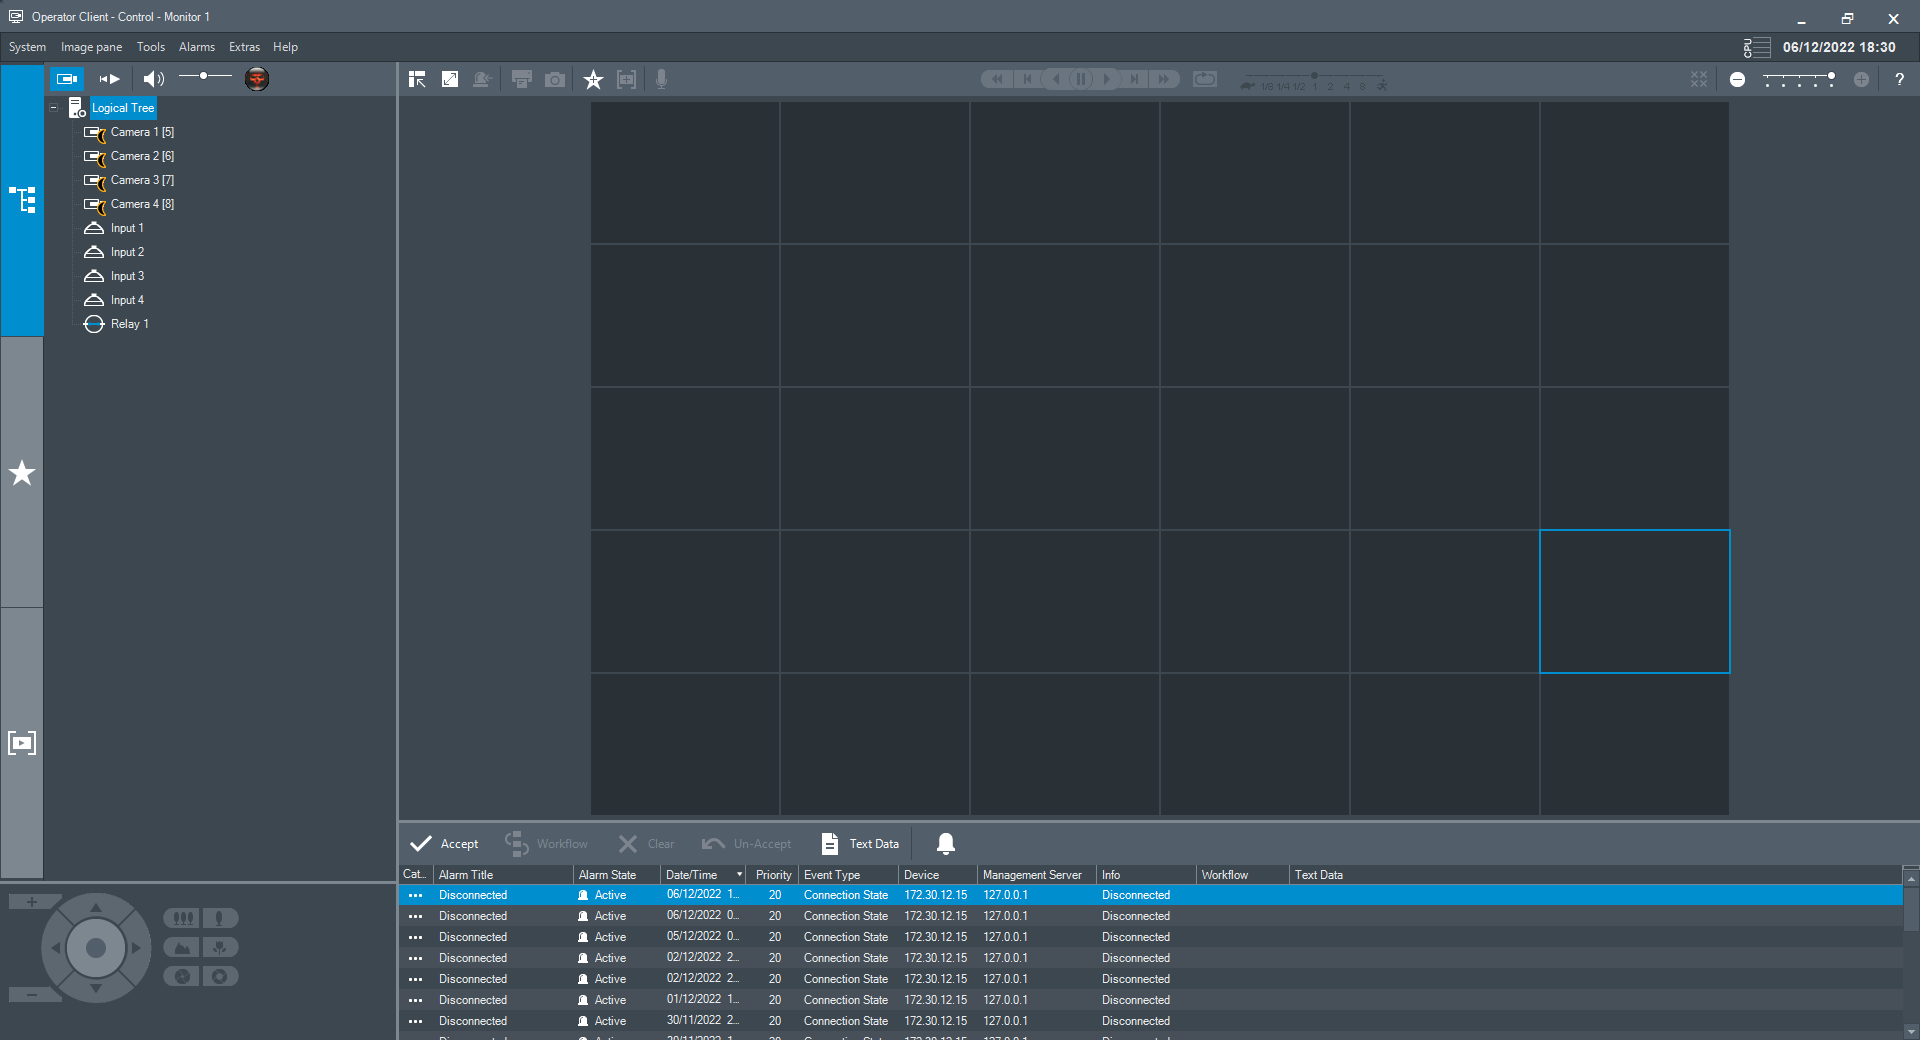 Operator Client - Control - Monitor 1
System Image pane Tools Alarms Extras Help
CPU 06/12/2022 18:30
1/8 1/4 1/2 1 2 4 8
?
Logical Tree
Camera 1 [5]
Camera 2 [6]
Camera 3 [7]
Camera 4 [8]
Input 1
Input 2
Input 3
Input 4
Relay 1
Accept Workflow Clear Un-Accept Text Data
Cat... Alarm Title Alarm State Date/Time Priority Event Type Device Management Server Info Workflow Text Data
Disconnected Active 06/12/2022 1... 20 Connection State 172.30.12.15 127.0.0.1 Disconnected
Disconnected Active 06/12/2022 0... 20 Connection State 172.30.12.15 127.0.0.1 Disconnected
Disconnected Active 05/12/2022 0... 20 Connection State 172.30.12.15 127.0.0.1 Disconnected
Disconnected Active 02/12/2022 2... 20 Connection State 172.30.12.15 127.0.0.1 Disconnected
Disconnected Active 02/12/2022 2... 20 Connection State 172.30.12.15 127.0.0.1 Disconnected
Disconnected Active 01/12/2022 1... 20 Connection State 172.30.12.15 127.0.0.1 Disconnected
Disconnected Active 30/11/2022 2... 20 Connection State 172.30.12.15 127.0.0.1 Disconnected